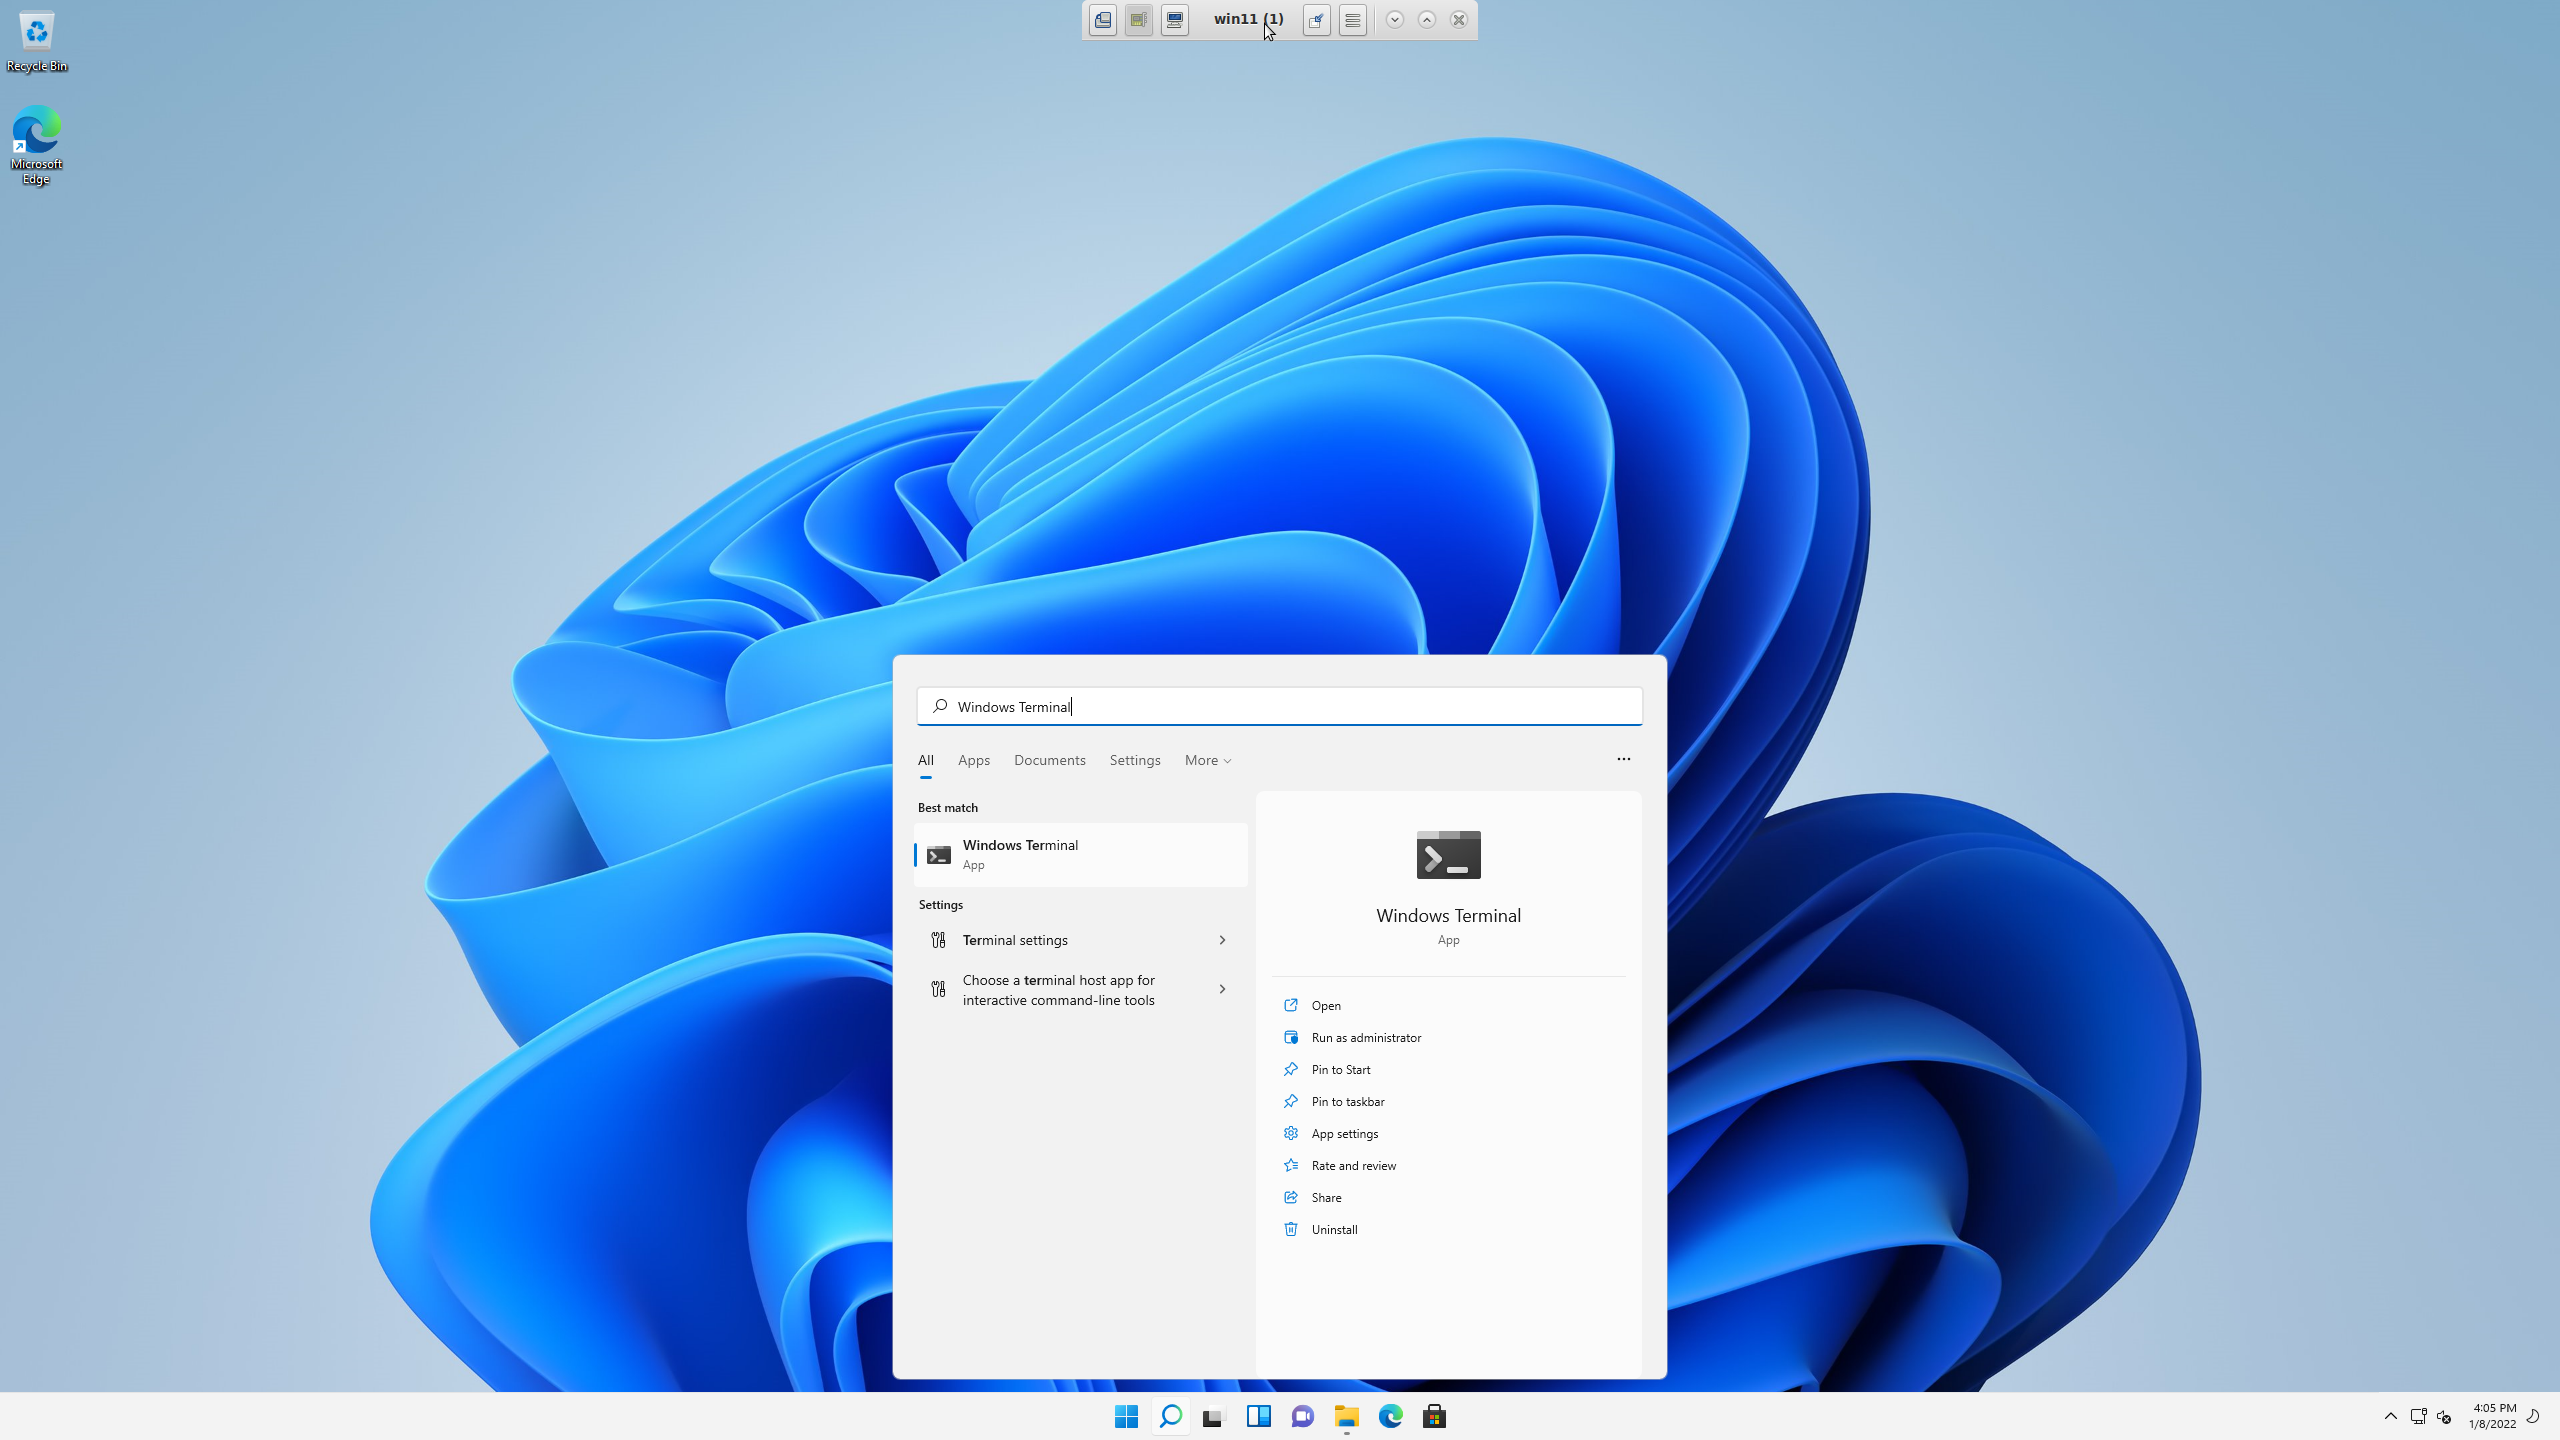 win11 (1)
Recycle Bin
Microsoft
Edge
Windows Terminal
All Apps Documents Settings More
Best match
Windows Terminal
App
Settings
Terminal settings
Choose a terminal host app for
interactive command-line tools
Windows Terminal
App
Open
Run as administrator
Pin to Start
Pin to taskbar
App settings
Rate and review
Share
Uninstall
4:05 PM
1/8/2022